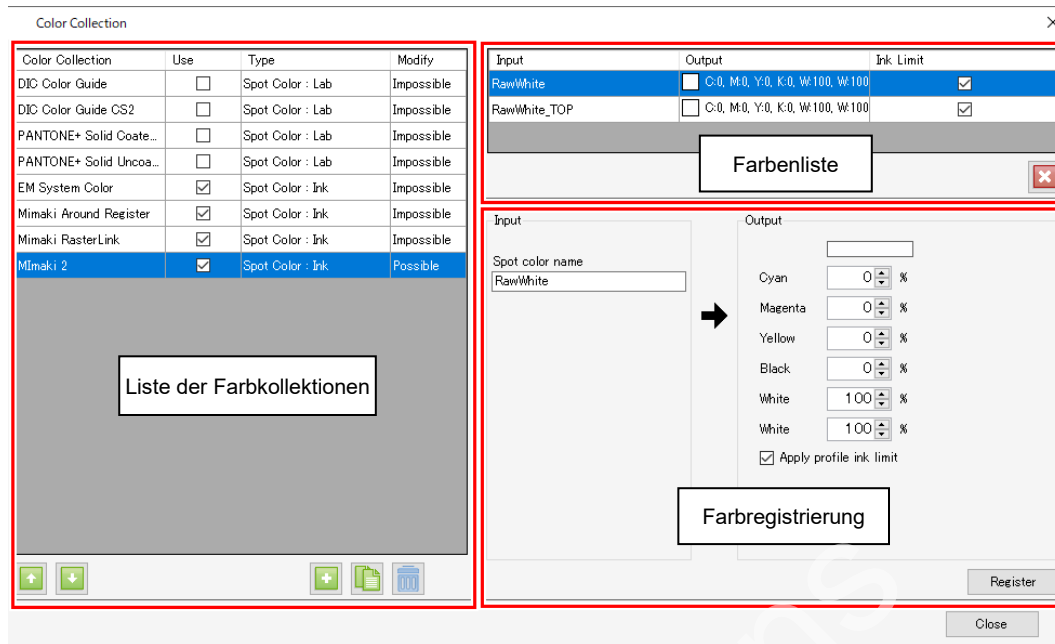 Color Collection
Color Collection Use Type Modify
DIC Color Guide Spot Color : Lab Impossible
DIC Color Guide CS2 Spot Color : Lab Impossible
PANTONE+ Solid Coate... Spot Color : Lab Impossible
PANTONE+ Solid Uncoa... Spot Color : Lab Impossible
EM System Color Spot Color : Ink Impossible
Mimaki Around Register Spot Color : Ink Impossible
Mimaki RasterLink Spot Color : Ink Impossible
MImaki 2 Spot Color : Ink Possible
Liste der Farbkollektionen
Input Output Ink Limit
RawWhite C:0, M:0, Y:0, K:0, W:100, W:100
RawWhite_TOP C:0, M:0, Y:0, K:0, W:100, W:100
Farbenliste
Input
Spot color name
RawWhite
Output
Cyan 0 %
Magenta 0 %
Yellow 0 %
Black 0 %
White 100 %
White 100 %
Apply profile ink limit
Farbregistrierung
Register
Close